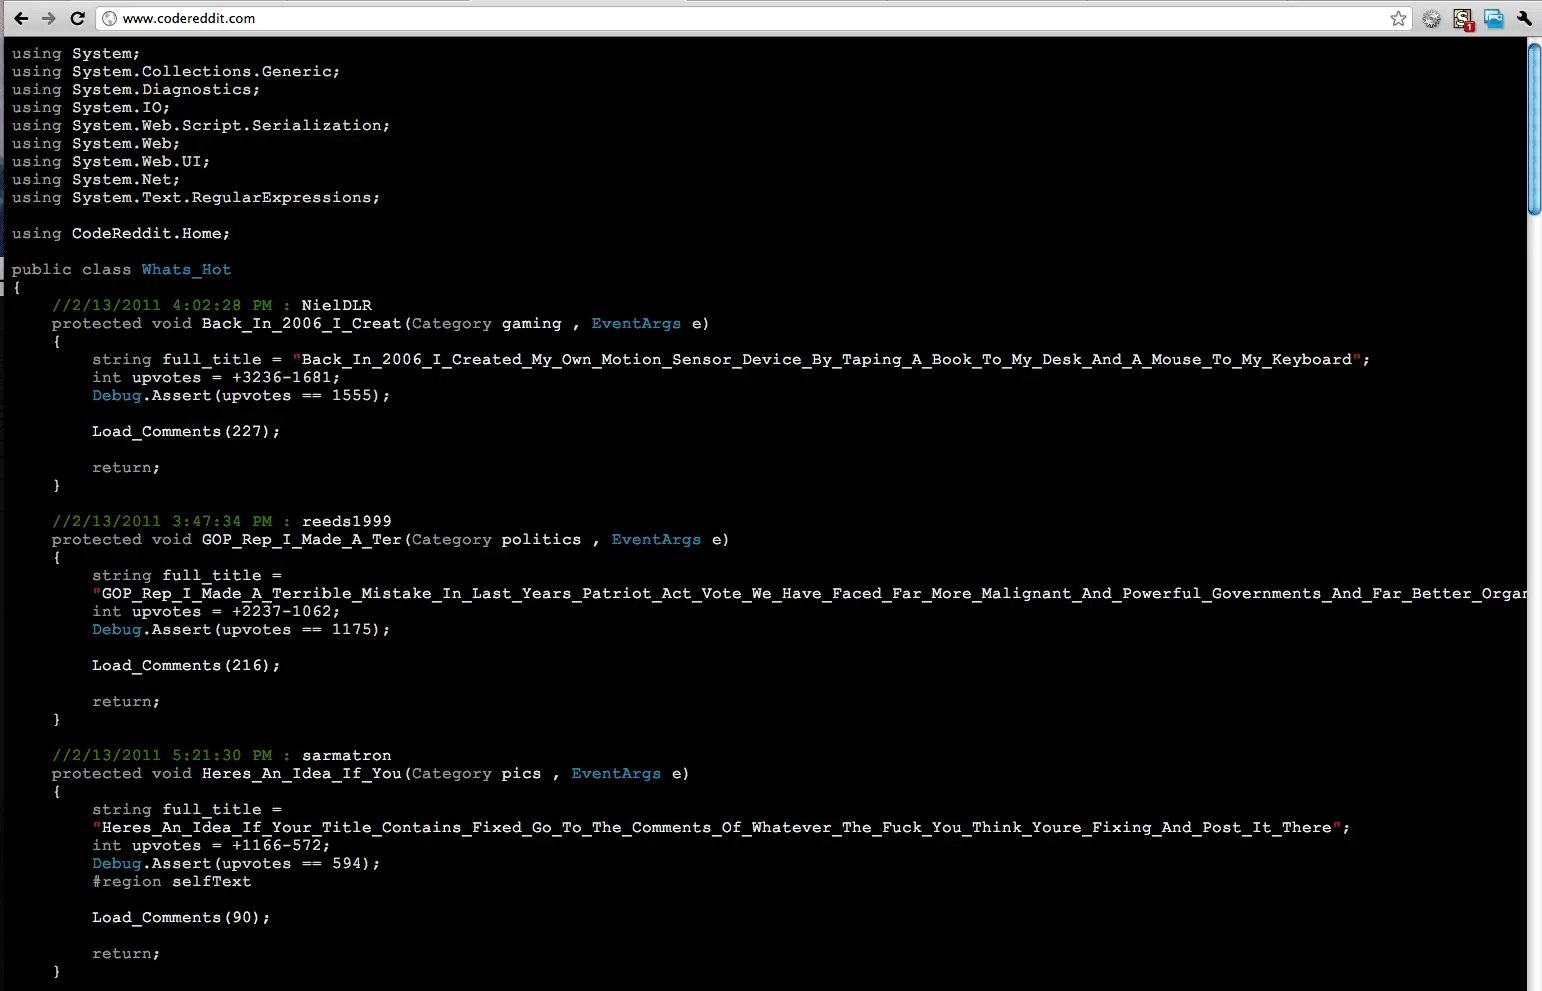 www.codereddit.com
using System;
using System.Collections.Generic;
using System.Diagnostics;
using System.IO;
using System.Web.Script.Serialization;
using System.Web;
using System.Web.UI;
using System.Net;
using System.Text.RegularExpressions;
using CodeReddit.Home;
public class Whats_Hot
{
//2/13/2011 4:02:28 PM : NielDLR
protected void Back_In_2006_I_Creat(Category gaming , EventArgs e)
{
string full_title = "Back_In_2006_I_Created_My_Own_Motion_Sensor_Device_By_Taping_A_Book_To_My_Desk_And_A_Mouse_To_My_Keyboard";
int upvotes = +3236-1681;
Debug.Assert(upvotes == 1555);
Load_Comments(227);
return;
}
//2/13/2011 3:47:34 PM : reeds1999
protected void GOP_Rep_I_Made_A_Ter(Category politics , EventArgs e)
{
string full_title =
"GOP_Rep_I_Made_A_Terrible_Mistake_In_Last_Years_Patriot_Act_Vote_We_Have_Faced_Far_More_Malignant_And_Powerful_Governments_And_Far_Better_Organ
int upvotes = +2237-1062;
Debug.Assert(upvotes == 1175);
Load_Comments(216);
return;
}
//2/13/2011 5:21:30 PM : sarmatron
protected void Heres_An_Idea_If_You(Category pics , EventArgs e)
{
string full_title =
"Heres_An_Idea_If_Your_Title_Contains_Fixed_Go_To_The_Comments_Of_Whatever_The_Fuck_You_Think_Youre_Fixing_And_Post_It_There";
int upvotes = +1166-572;
Debug.Assert(upvotes == 594);
#region selfText
Load_Comments(90);
return;
}